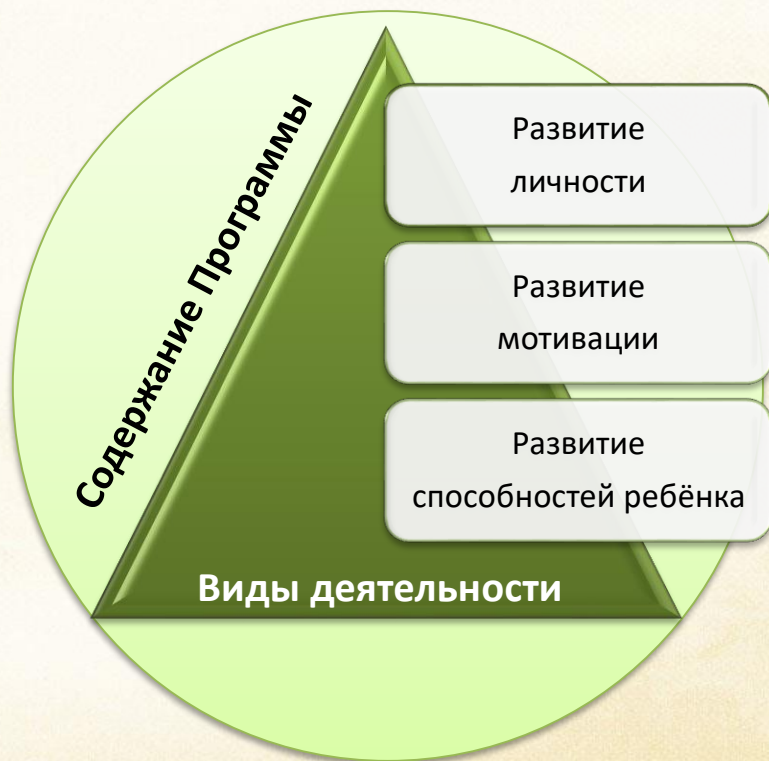 Содержание Программы
Развитие
личности
Развитие
мотивации
Развитие
способностей ребёнка
Виды деятельности